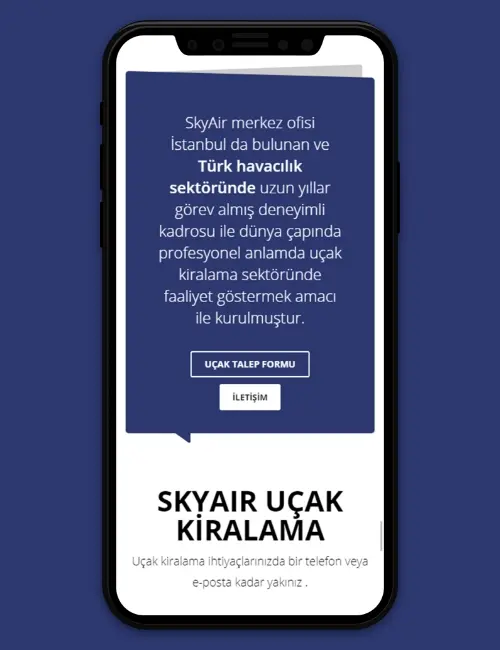 SkyAir merkez ofisi
İstanbul da bulunan ve
Türk havacılık
sektöründe uzun yıllar
görev almış deneyimli
kadrosu ile dünya çapında
profesyonel anlamda uçak
kiralama sektöründe
faaliyet göstermek amacı
ile kurulmuştur.
UÇAK TALEP FORMU
İLETİŞİM
SKYAIR UÇAK
KİRALAMA
Uçak kiralama ihtiyaçlarınızda bir telefon veya
e-posta kadar yakınız .